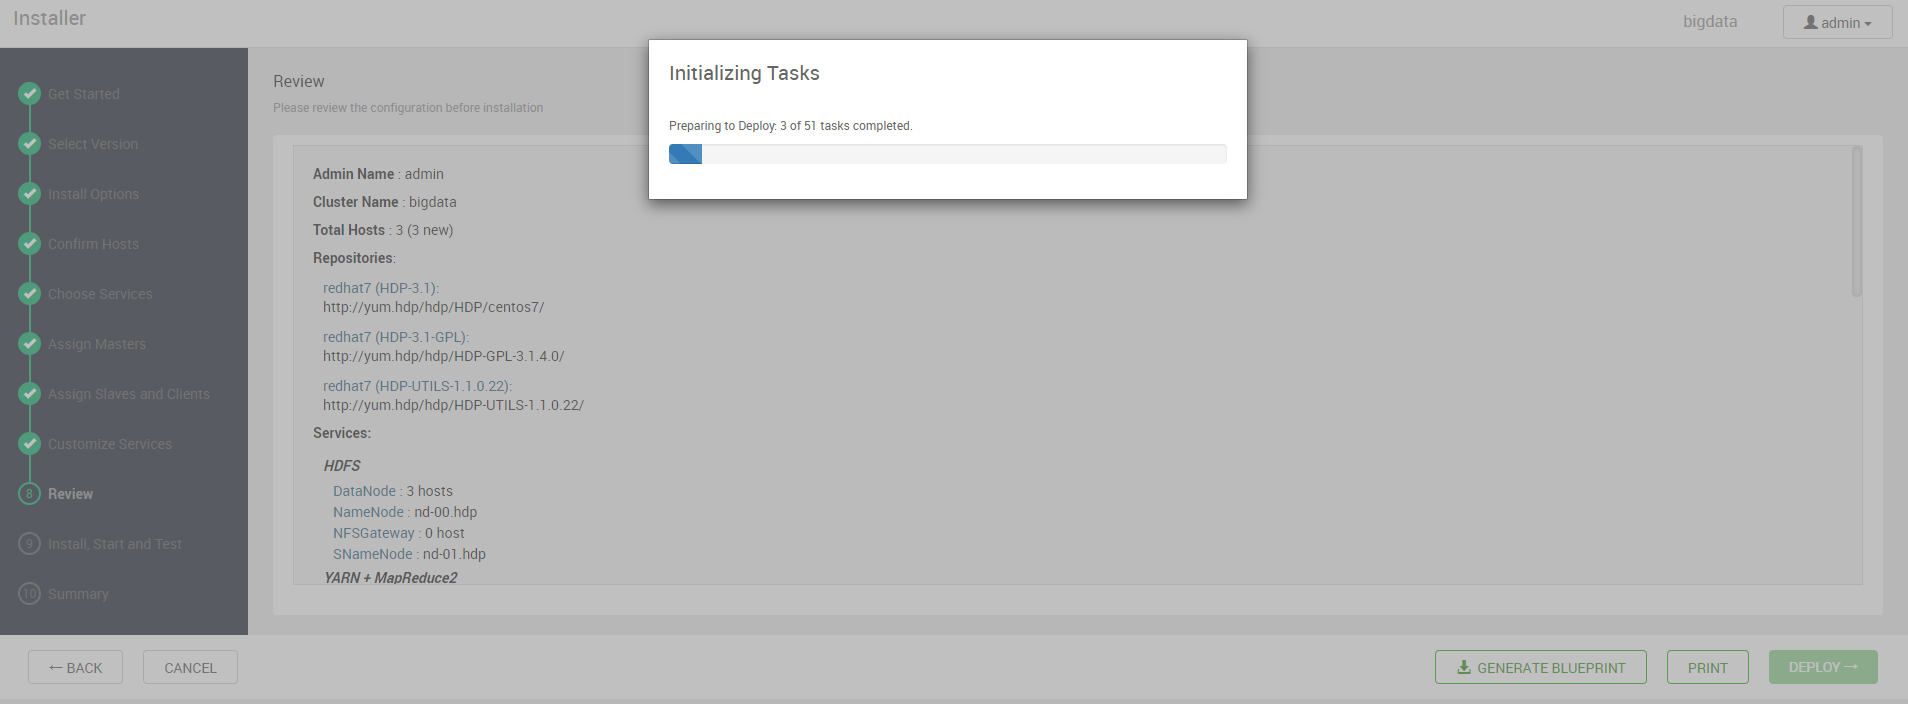 Installer
bigdata
admin
Get Started
Select Version
Install Options
Confirm Hosts
Choose Services
Assign Masters
Assign Slaves and Clients
Customize Services
8 Review
9 Install, Start and Test
10 Summary
Review
Please review the configuration before installation
Initializing Tasks
Preparing to Deploy: 3 of 51 tasks completed.
Admin Name : admin
Cluster Name : bigdata
Total Hosts : 3 (3 new)
Repositories:
redhat7 (HDP-3.1):
http://yum.hdp/hdp/HDP/centos7/
redhat7 (HDP-3.1-GPL):
http://yum.hdp/hdp/HDP-GPL-3.1.4.0/
redhat7 (HDP-UTILS-1.1.0.22):
http://yum.hdp/hdp/HDP-UTILS-1.1.0.22/
Services:
HDFS
DataNode : 3 hosts
NameNode : nd-00.hdp
NFSGateway : 0 host
SNameNode : nd-01.hdp
YARN + MapReduce2
← BACK
CANCEL
GENERATE BLUEPRINT
PRINT
DEPLOY →